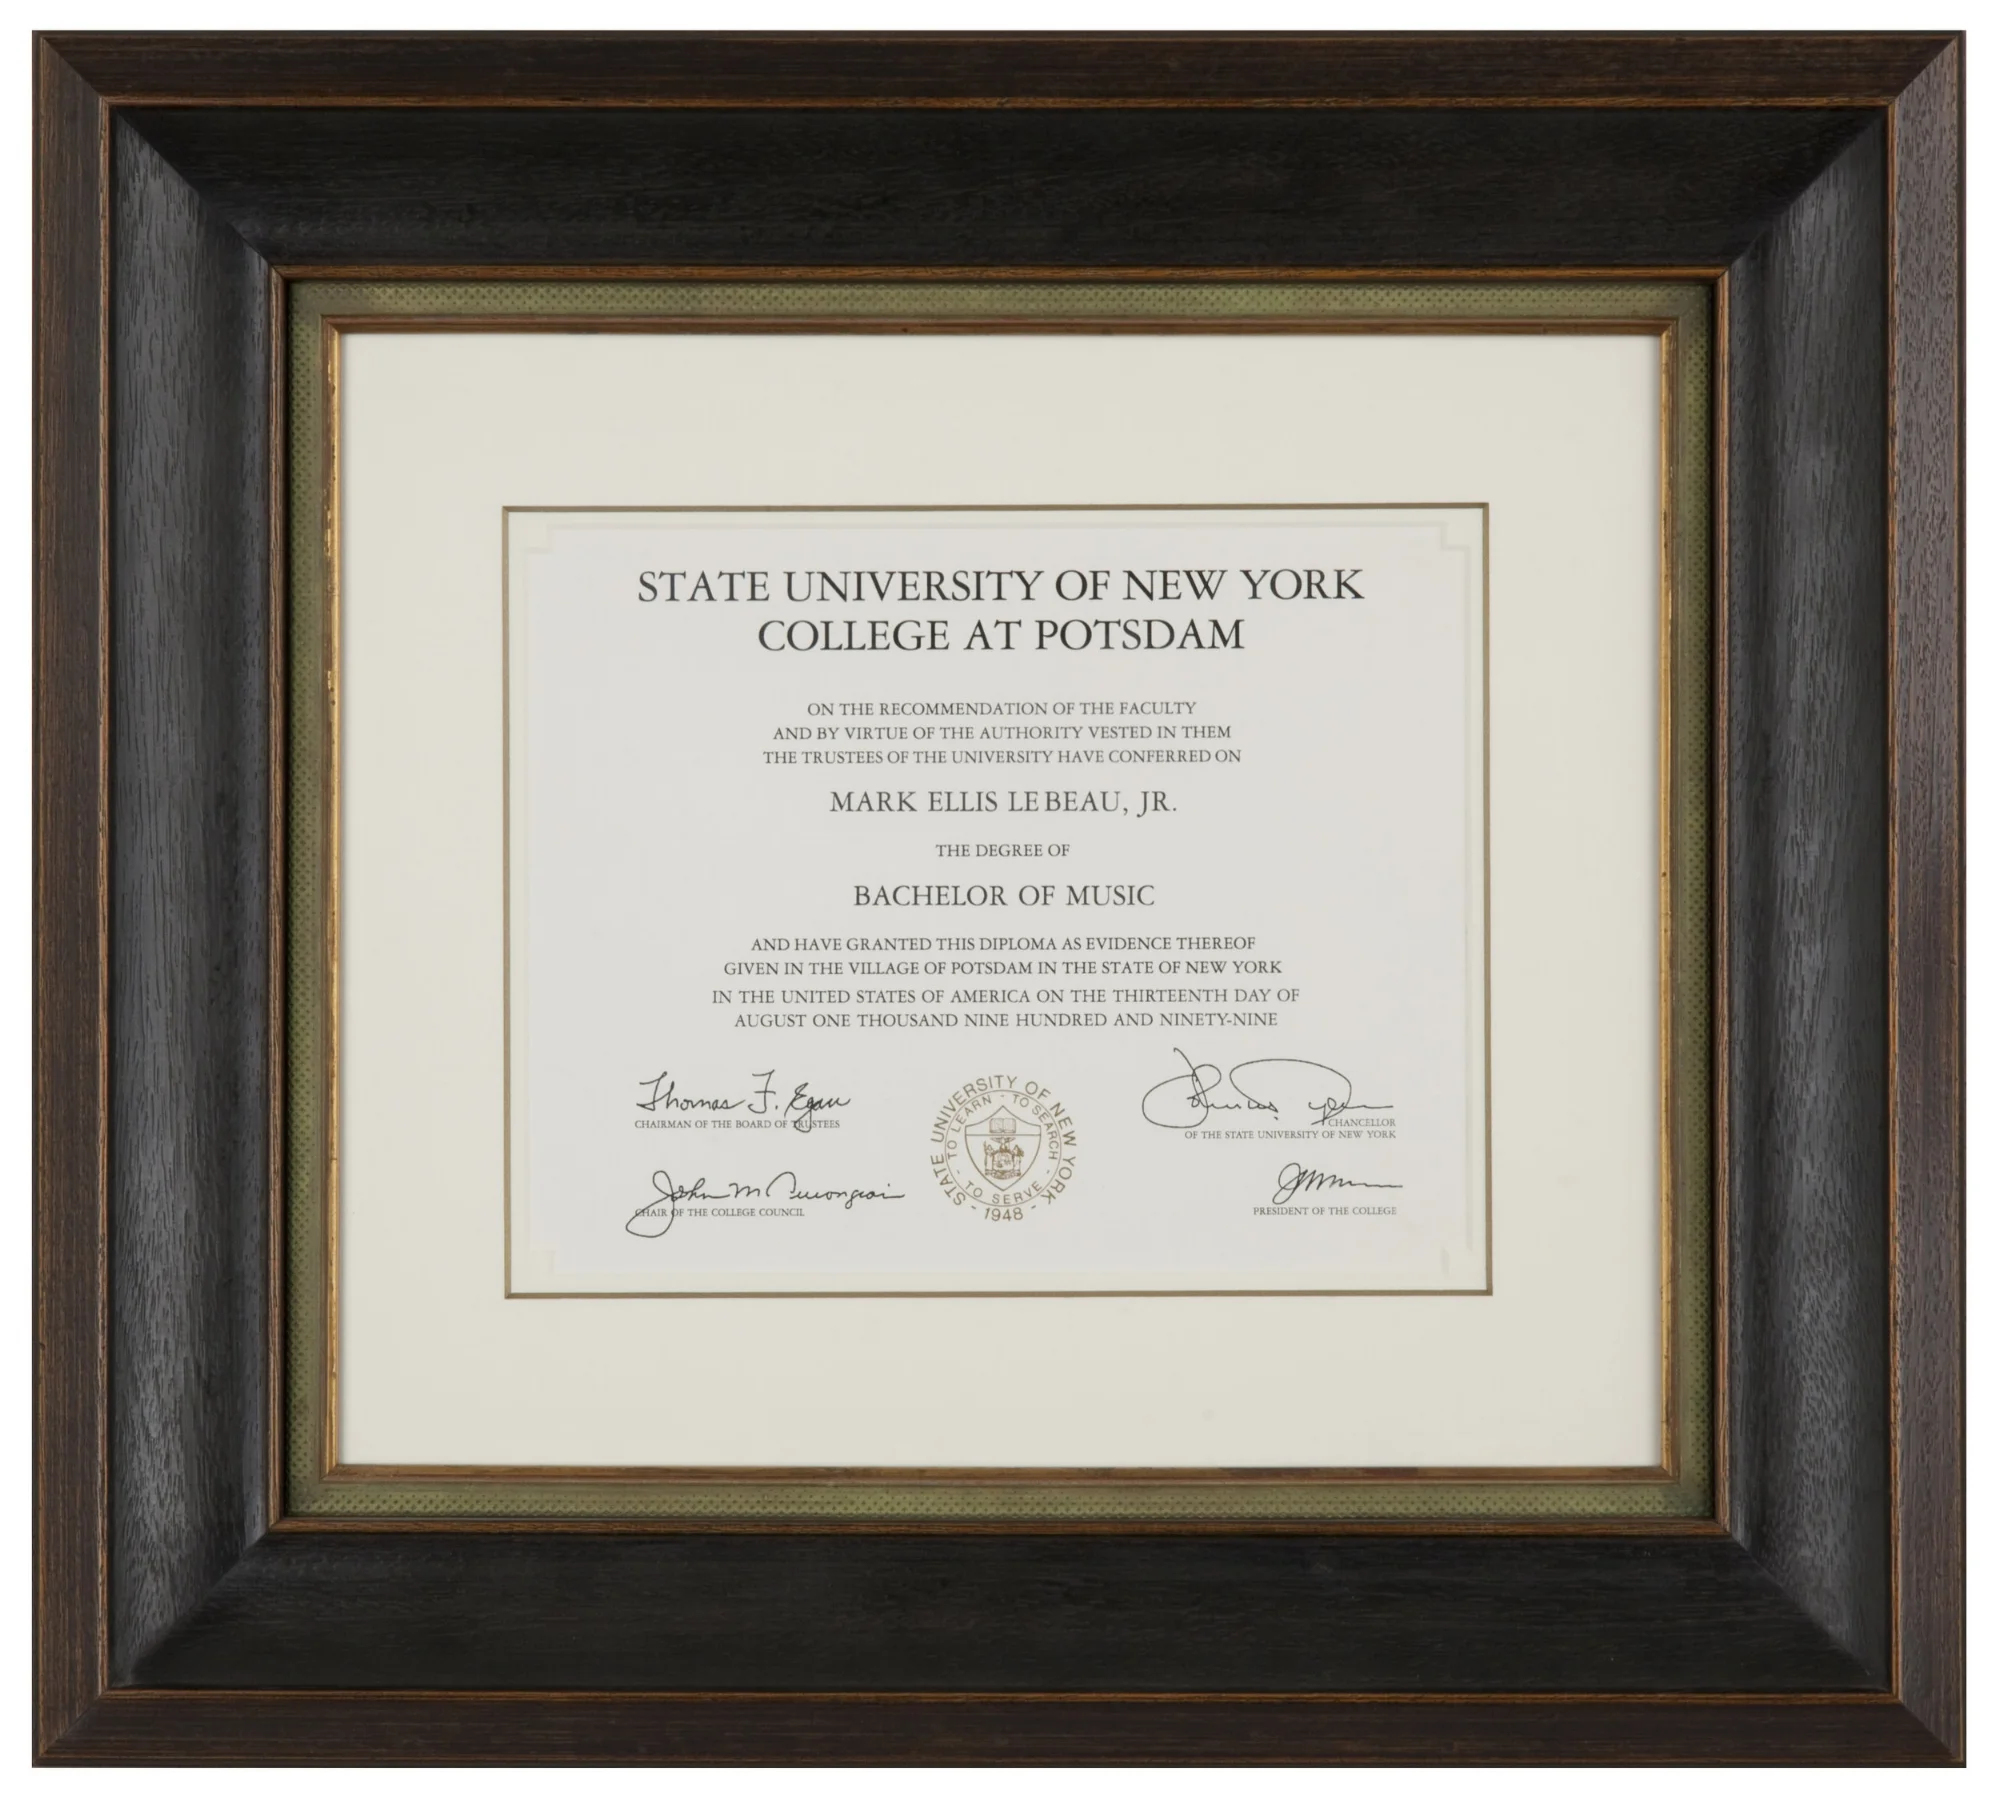 STATE UNIVERSITY OF NEW YORK
COLLEGE AT POTSDAM
ON THE RECOMMENDATION OF THE FACULTY
AND BY VIRTUE OF THE AUTHORITY VESTED IN THEM
THE TRUSTEES OF THE UNIVERSITY HAVE CONFERRED ON
MARK ELLIS LE BEAU, JR.
THE DEGREE OF
BACHELOR OF MUSIC
AND HAVE GRANTED THIS DIPLOMA AS EVIDENCE THEREOF
GIVEN IN THE VILLAGE OF POTSDAM IN THE STATE OF NEW YORK
IN THE UNITED STATES OF AMERICA ON THE THIRTEENTH DAY OF
AUGUST ONE THOUSAND NINE HUNDRED AND NINETY-NINE
Thomas F. Egan
CHAIRMAN OF THE BOARD OF TRUSTEES
John M
CHAIR OF THE COLLEGE COUNCIL
STATE UNIVERSITY OF NEW YORK
- 1948 -
TO LEARN - TO SEARCH - TO SERVE -
CHANCELLOR
OF THE STATE UNIVERSITY OF NEW YORK
PRESIDENT OF THE COLLEGE